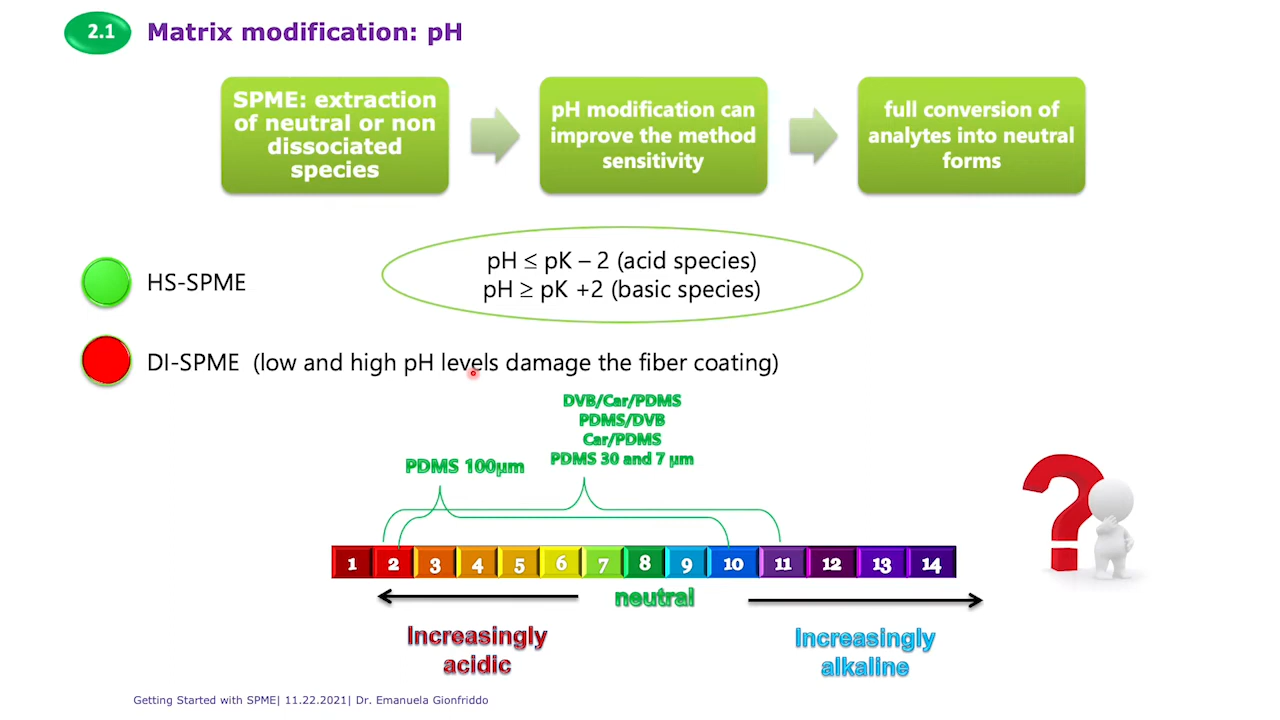 2.1
Matrix modification: pH
SPME: extraction
of neutral or non
dissociated
species
pH modification can
improve the method
sensitivity
full conversion of
analytes into neutral
forms
HS-SPME
pH ≤ pK – 2 (acid species)
pH ≥ pK +2 (basic species)
DI-SPME (low and high pH levels damage the fiber coating)
DVB/Car/PDMS
PDMS/DVB
Car/PDMS
PDMS 30 and 7 µm
PDMS 100µm
1 2 3 4 5 6 7 8 9 10 11 12 13 14
neutral
Increasingly
acidic
Increasingly
alkaline
Getting Started with SPME| 11.22.2021| Dr. Emanuela Gionfriddo